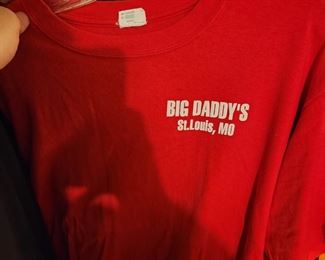 BIG DADDY'S
St.Louis, MO